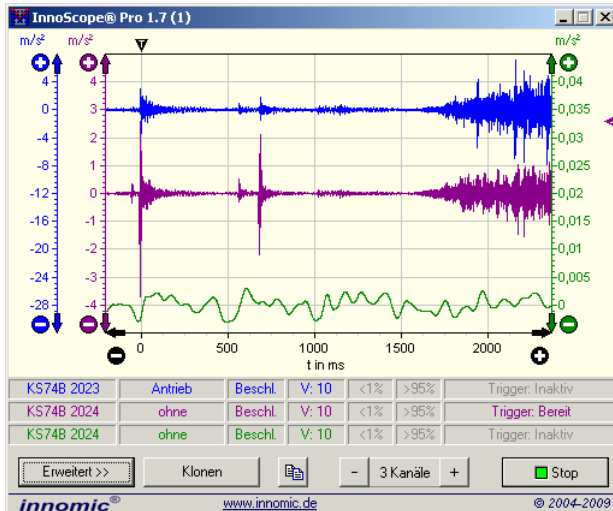 InnoScope® Pro 1.7 (1)
m/s² m/s² m/s²
4 4 0,04
0 3 0,035
-4 2 0,03
-8 1 0,025
-12 0 0,02
-16 -1 0,015
-20 -2 0,01
-24 -3 0,005
-28 -4 0
0 500 1000 1500 2000
t in ms
KS74B 2023 Antrieb Beschl. V: 10 <1% >95% Trigger: Inaktiv
KS74B 2024 ohne Beschl. V: 10 <1% >95% Trigger: Bereit
KS74B 2024 ohne Beschl. V: 10 <1% >95% Trigger: Inaktiv
Erweitert >> Klonen - 3 Kanäle + Stop
innomic® www.innomic.de © 2004-2009